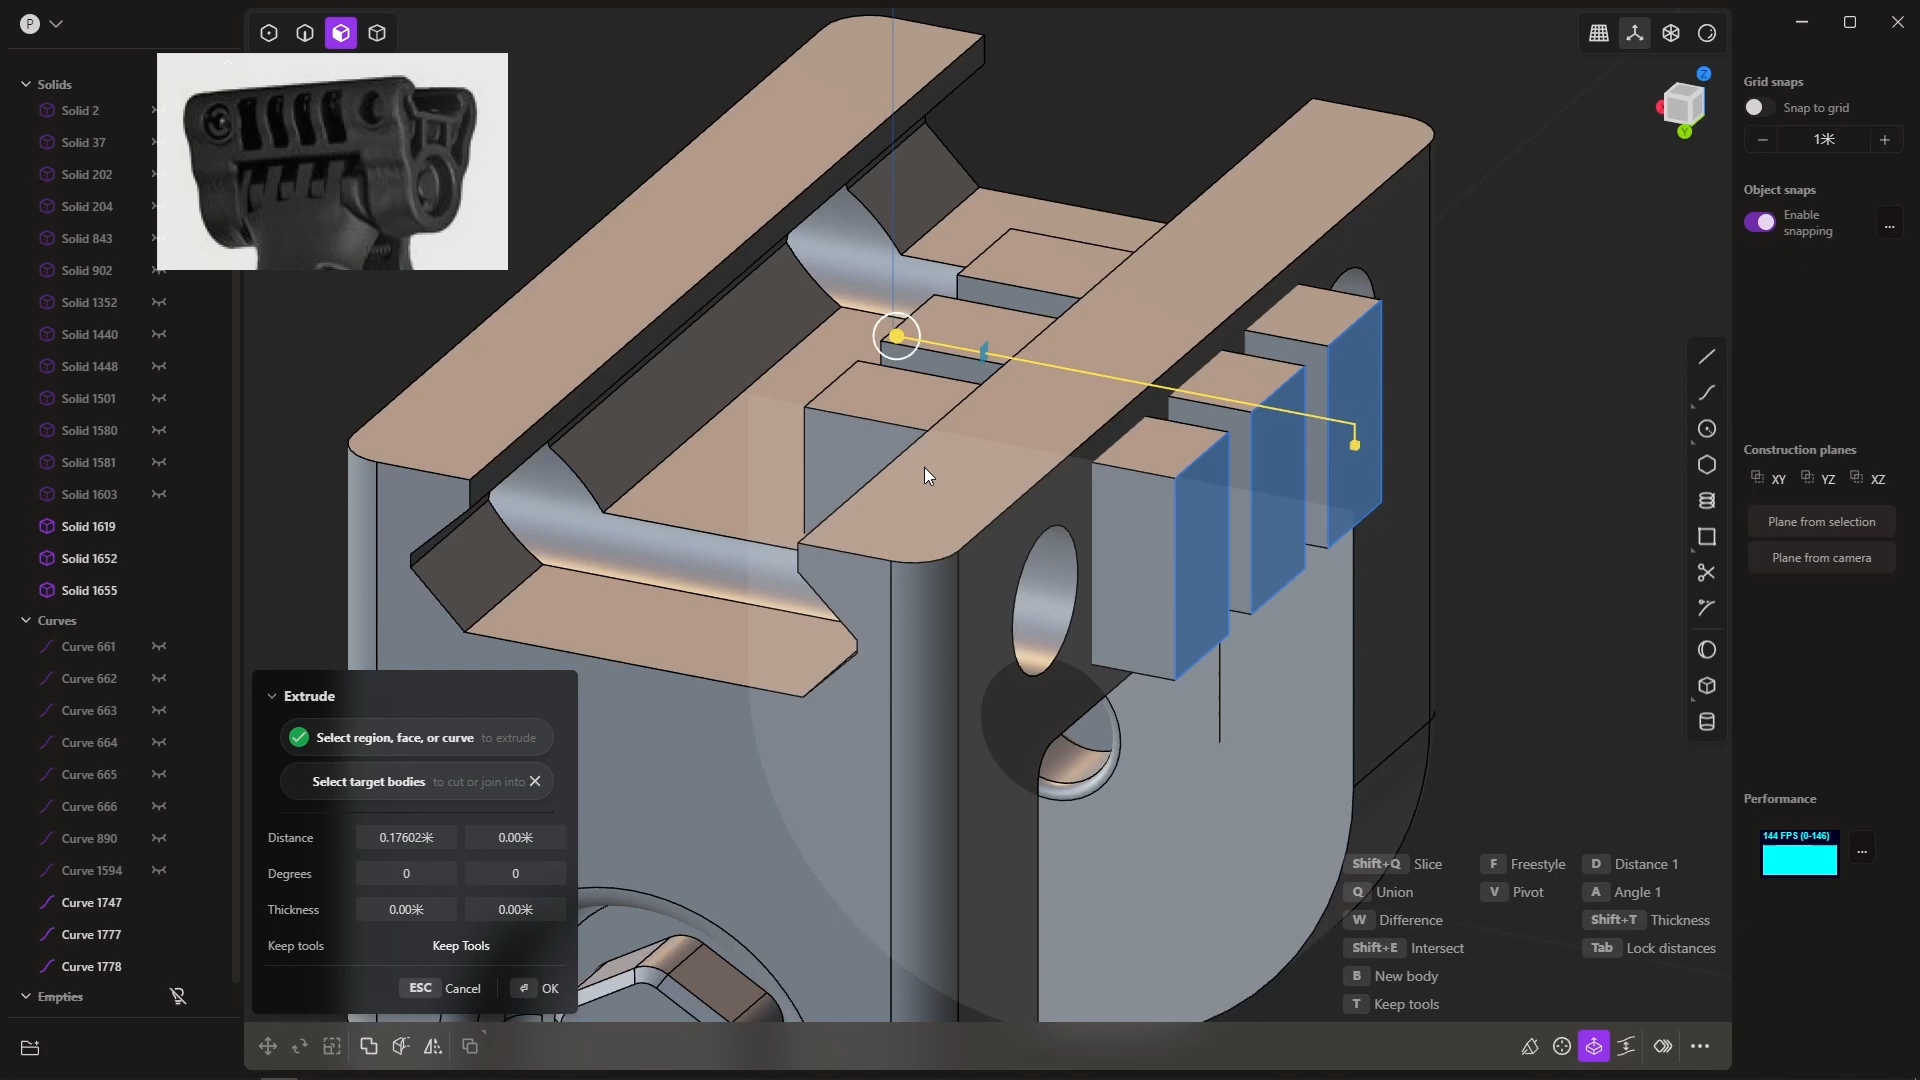 P
Solids
Solid 2
Solid 37
Solid 202
Solid 204
Solid 843
Solid 902
Solid 1352
Solid 1440
Solid 1448
Solid 1501
Solid 1580
Solid 1581
Solid 1603
Solid 1619
Solid 1652
Solid 1655
Curves
Curve 661
Curve 662
Curve 663
Curve 664
Curve 665
Curve 666
Curve 890
Curve 1594
Curve 1747
Curve 1777
Curve 1778
Empties
Extrude
Select region, face, or curve to extrude
Select target bodies to cut or join into
Distance 0.17602米 0.00米
Degrees 0 0
Thickness 0.00米 0.00米
Keep tools Keep Tools
ESC Cancel OK
Shift+Q Slice F Freestyle D Distance 1
Q Union V Pivot A Angle 1
W Difference Shift+T Thickness
Shift+E Intersect Tab Lock distances
B New body
T Keep tools
Z
Y
Grid snaps
Snap to grid
1米
Object snaps
Enable
snapping
...
Construction planes
XY YZ XZ
Plane from selection
Plane from camera
Performance
144 FPS (0-146)
...